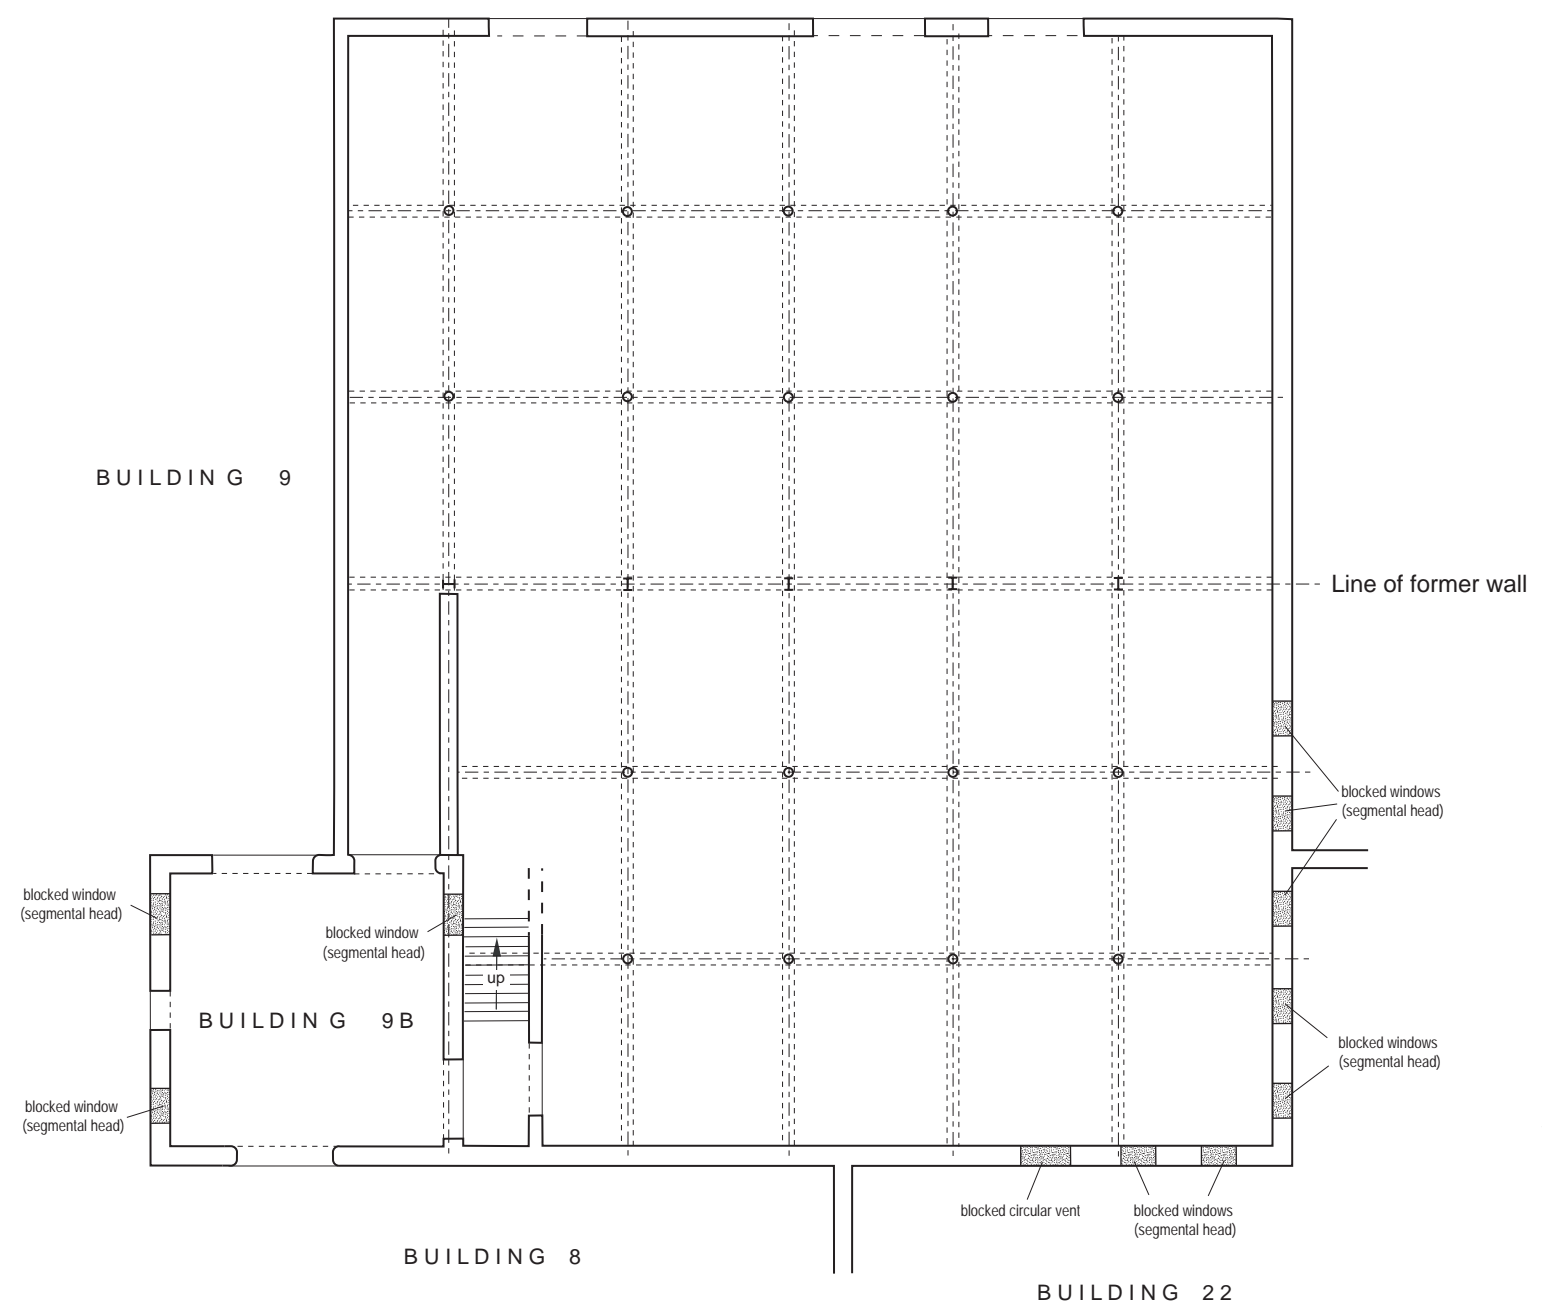 BUILDING 9
Line of former wall
blocked windows
(segmental head)
blocked window
(segmental head)
blocked window
(segmental head)
up
BUILDING 9B
blocked windows
(segmental head)
blocked window
(segmental head)
blocked circular vent
blocked windows
(segmental head)
BUILDING 8
BUILDING 22